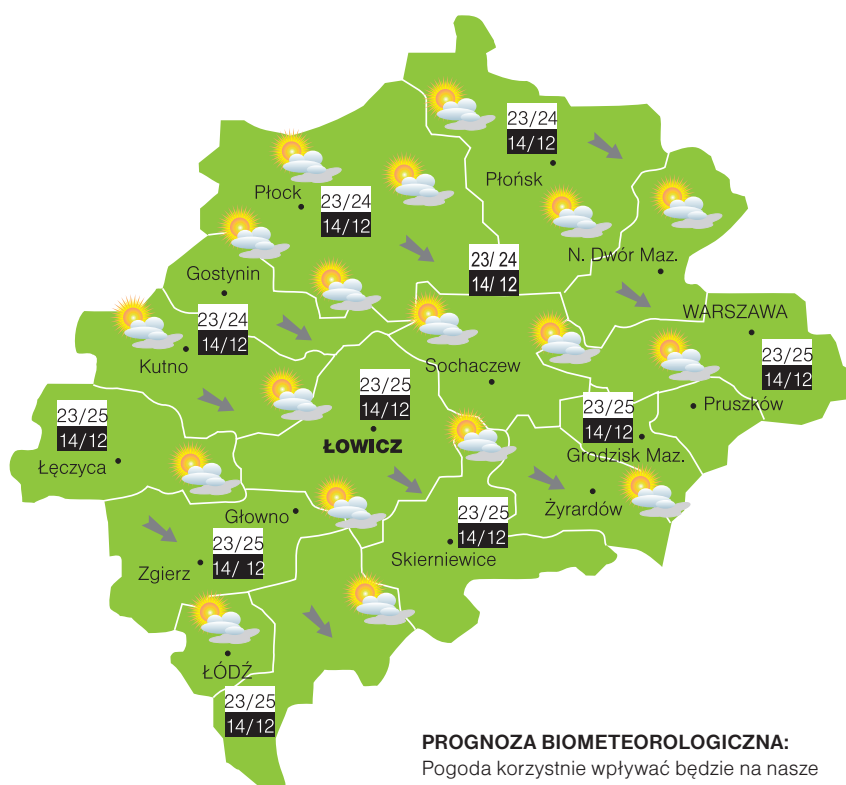 23/24
14/12
Płońsk
Płock
23/24
14/12
N. Dwór Maz.
23/ 24
14/ 12
Gostynin
23/24
14/12
Kutno
WARSZAWA
23/25
14/12
Sochaczew
23/25
14/12
ŁOWICZ
Pruszków
23/25
14/12
Grodzisk Maz.
23/25
14/12
Łęczyca
Żyrardów
Głowno
23/25
14/12
Skierniewice
23/25
14/ 12
Zgierz
ŁÓDŹ
23/25
14/12
PROGNOZA BIOMETEOROLOGICZNA:
Pogoda korzystnie wpływać będzie na nasze